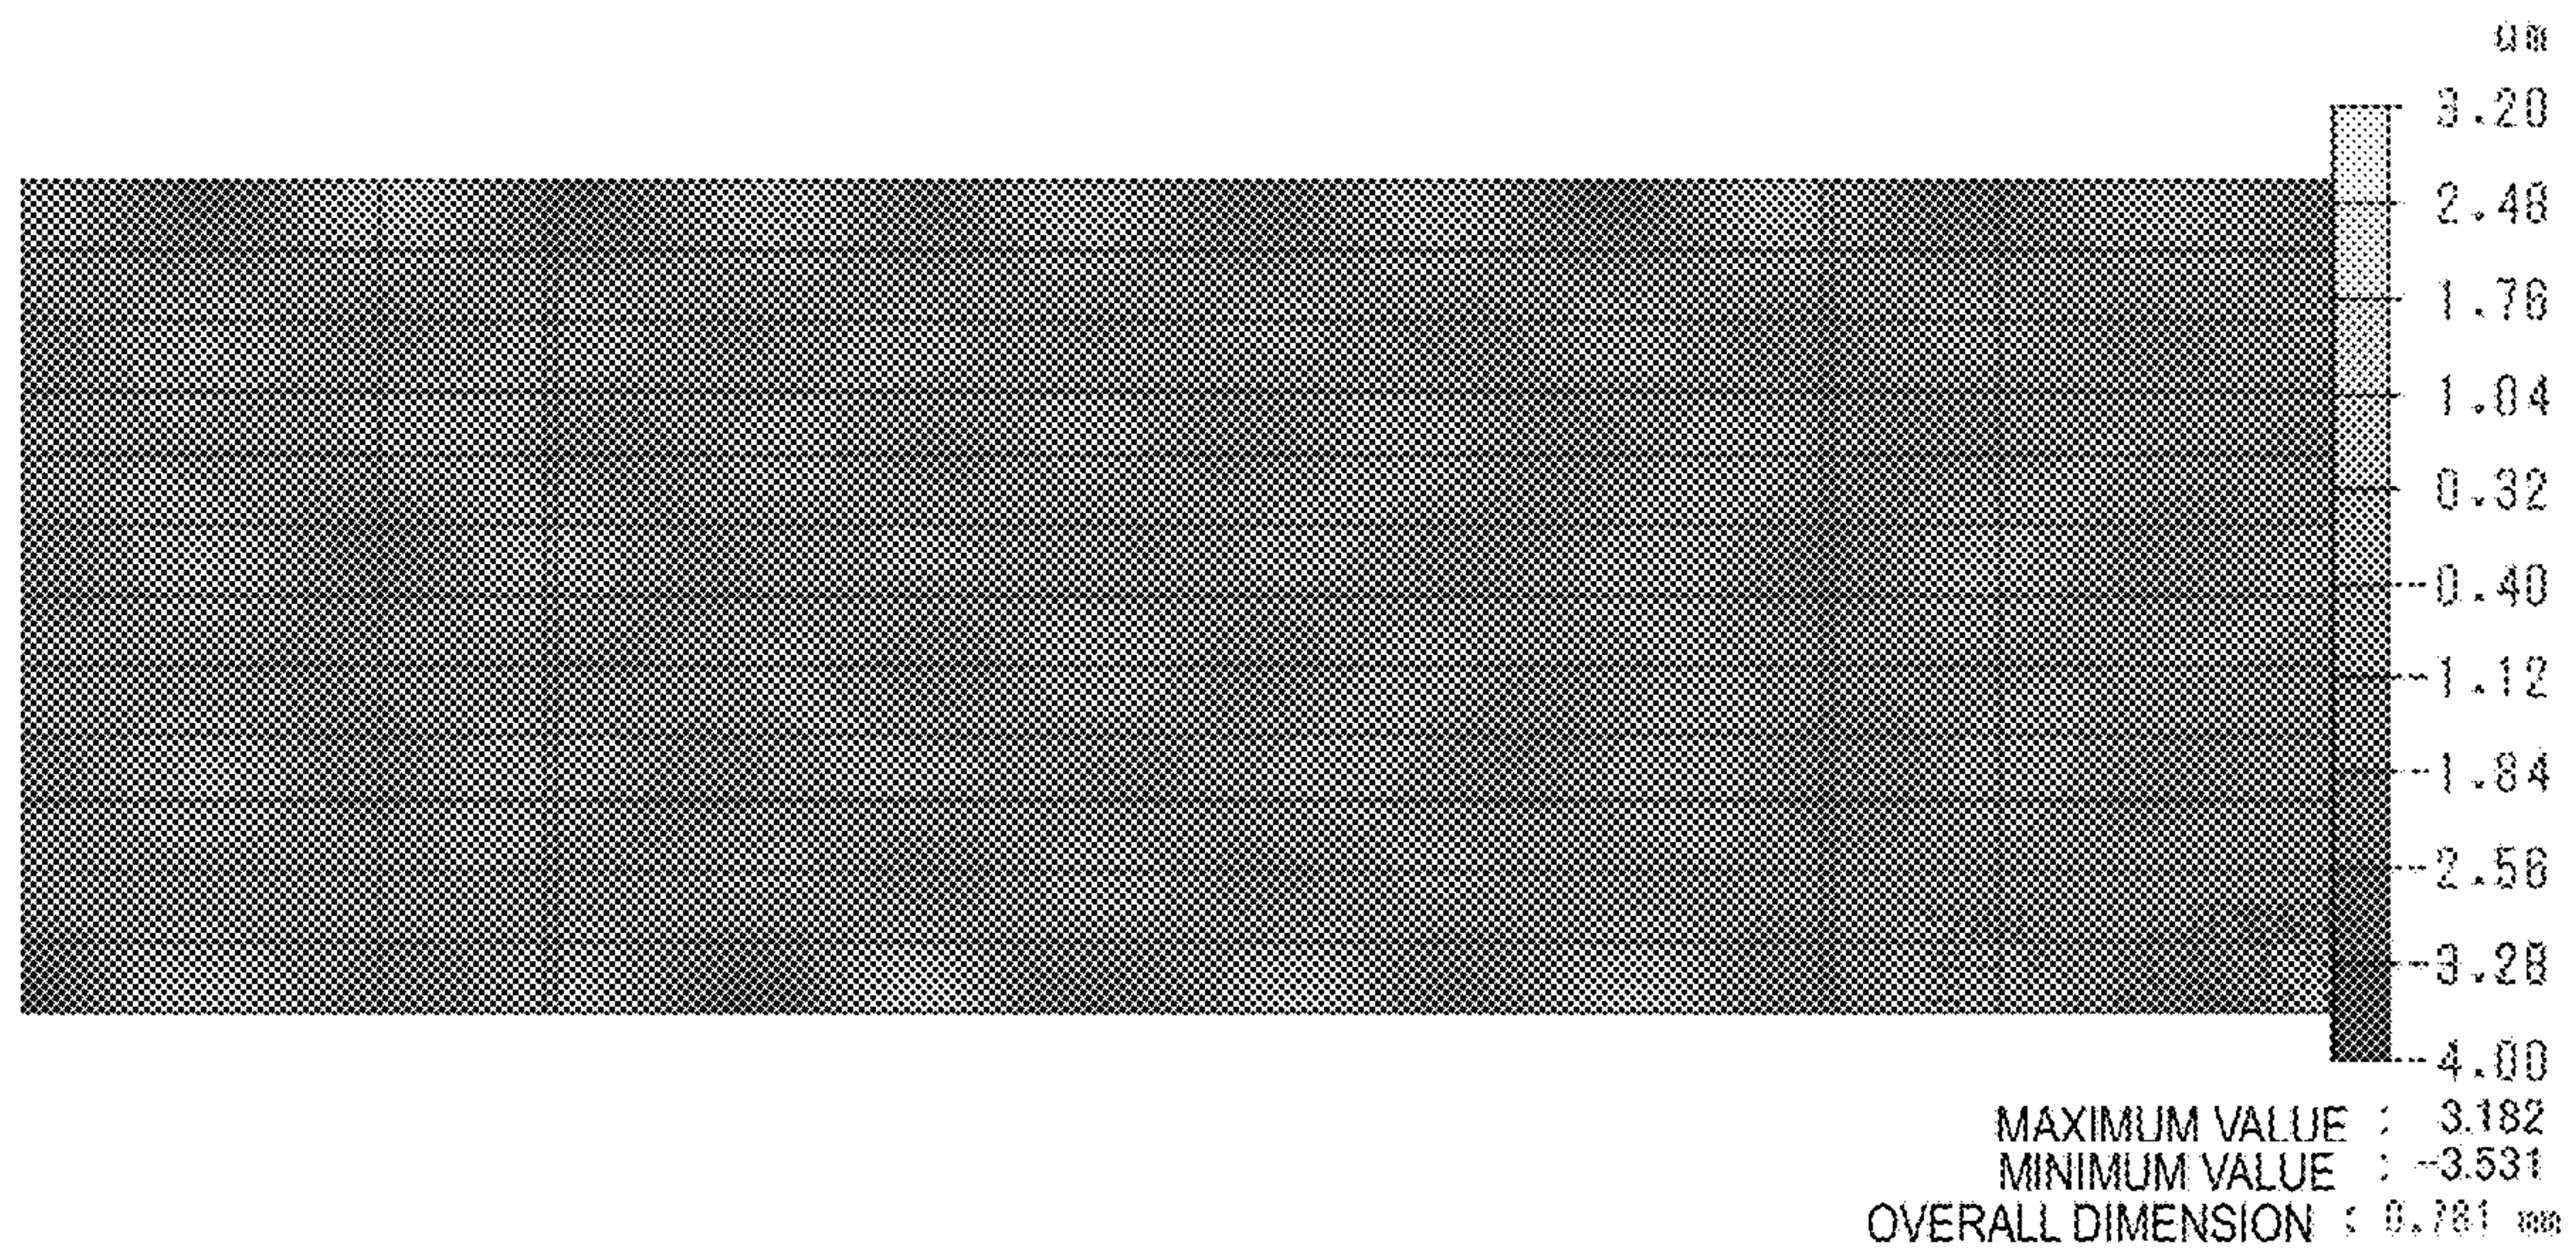 μm
3.20
2.48
1.76
1.04
0.32
-0.40
-1.12
-1.84
-2.56
-3.28
-4.00
MAXIMUM VALUE : 3.182
MINIMUM VALUE : -3.531
OVERALL DIMENSION : 0.781 mm